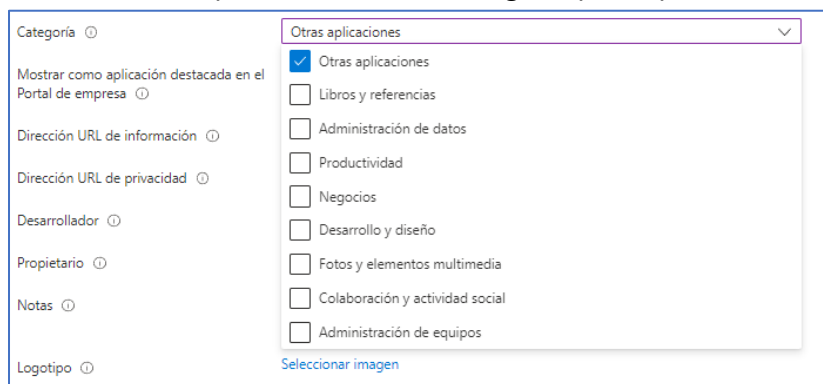 Categoría
Otras aplicaciones
Otras aplicaciones
Mostrar como aplicación destacada en el
Portal de empresa
Libros y referencias
Administración de datos
Dirección URL de información
Productividad
Dirección URL de privacidad
Negocios
Desarrollador
Desarrollo y diseño
Propietario
Fotos y elementos multimedia
Notas
Colaboración y actividad social
Administración de equipos
Logotipo
Seleccionar imagen